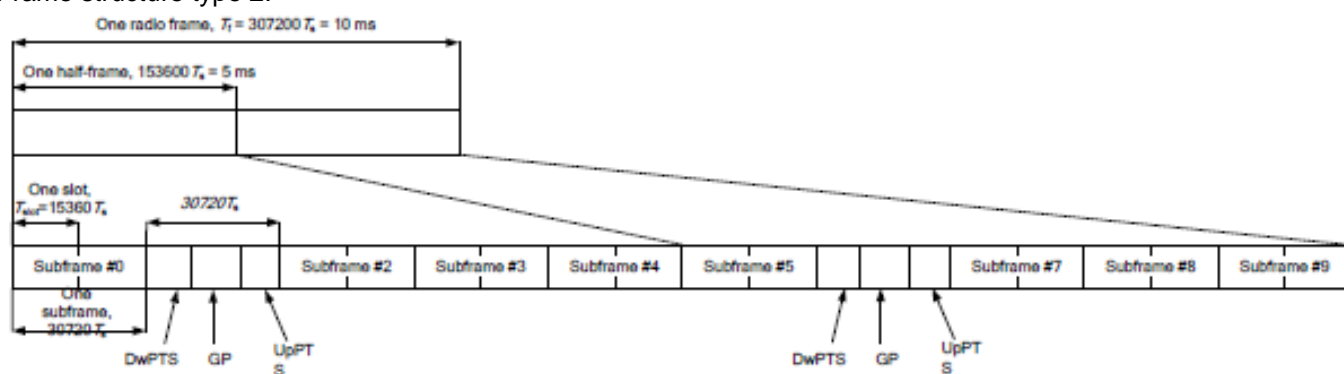 frame structure type 2.
One radio frame, Tf = 307200 Ts = 10 ms
One half-frame, 153600 Ts = 5 ms
One slot,
Tslot=15360 Ts
30720Ts
Subframe #0
Subframe #2
Subframe #3
Subframe #4
Subframe #5
Subframe #7
Subframe #8
Subframe #9
One
subframe,
30720 Ts
DwPTS
GP
UpPT
S
DwPTS
GP
UpPT
S